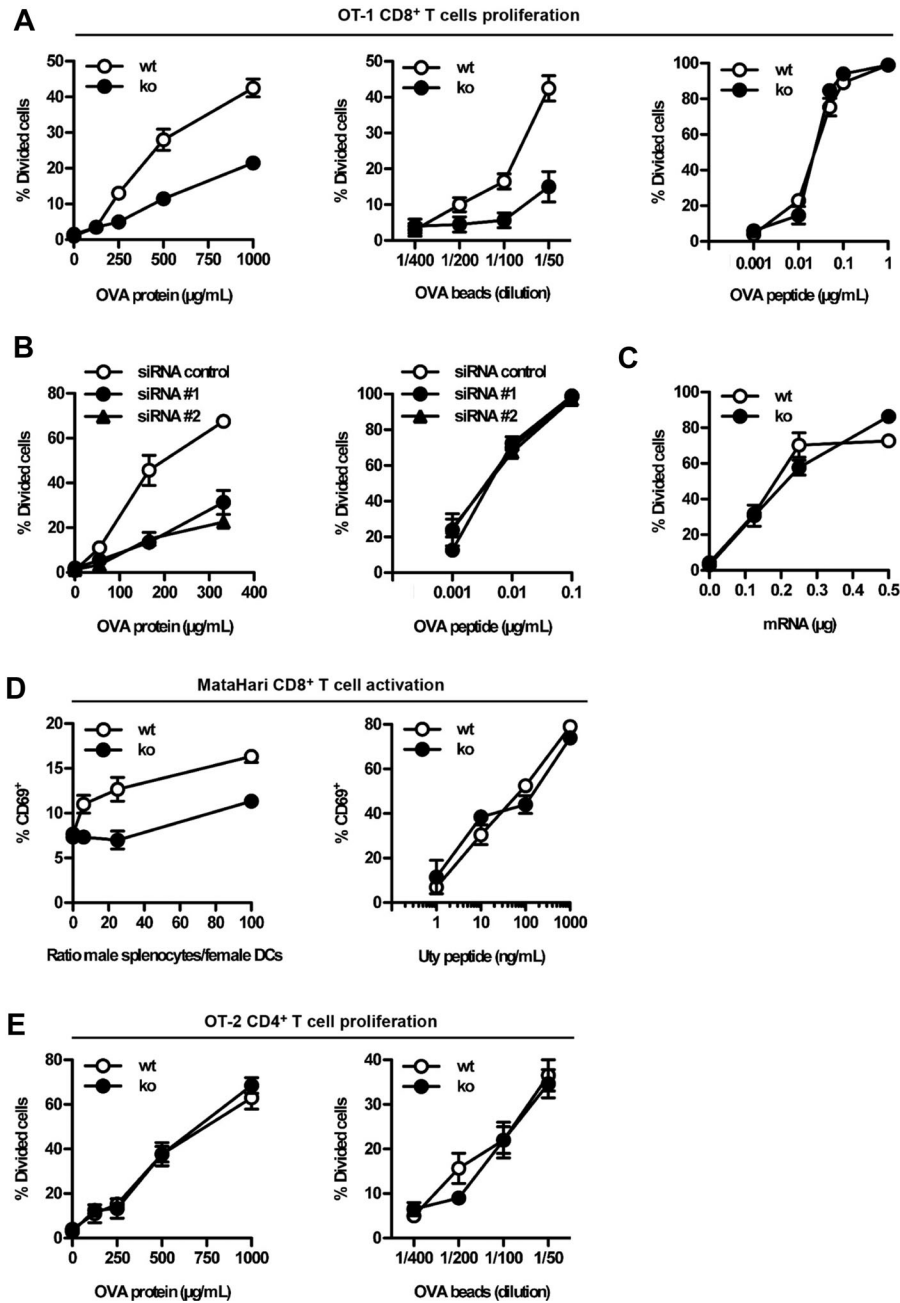 A
OT-1 CD8+ T cells proliferation
% Divided cells
50
40
30
20
10
0
wt
ko
0 250 500 750 1000
OVA protein (µg/mL)
% Divided cells
50
40
30
20
10
0
wt
ko
1/400 1/200 1/100 1/50
OVA beads (dilution)
% Divided cells
100
80
60
40
20
0
wt
ko
0.001 0.01 0.1 1
OVA peptide (µg/mL)
B
% Divided cells
80
60
40
20
0
siRNA control
siRNA #1
siRNA #2
0 100 200 300 400
OVA protein (µg/mL)
% Divided cells
100
80
60
40
20
0
siRNA control
siRNA #1
siRNA #2
0.001 0.01 0.1
OVA peptide (µg/mL)
C
% Divided cells
100
80
60
40
20
0
wt
ko
0.0 0.1 0.2 0.3 0.4 0.5
mRNA (µg)
D
MataHari CD8+ T cell activation
% CD69+
20
15
10
5
0
wt
ko
0 20 40 60 80 100
Ratio male splenocytes/female DCs
% CD69+
80
60
40
20
0
wt
ko
1 10 100 1000
Uty peptide (ng/mL)
E
OT-2 CD4+ T cell proliferation
% Divided cells
80
60
40
20
0
wt
ko
0 250 500 750 1000
OVA protein (µg/mL)
% Divided cells
40
30
20
10
0
wt
ko
1/400 1/200 1/100 1/50
OVA beads (dilution)